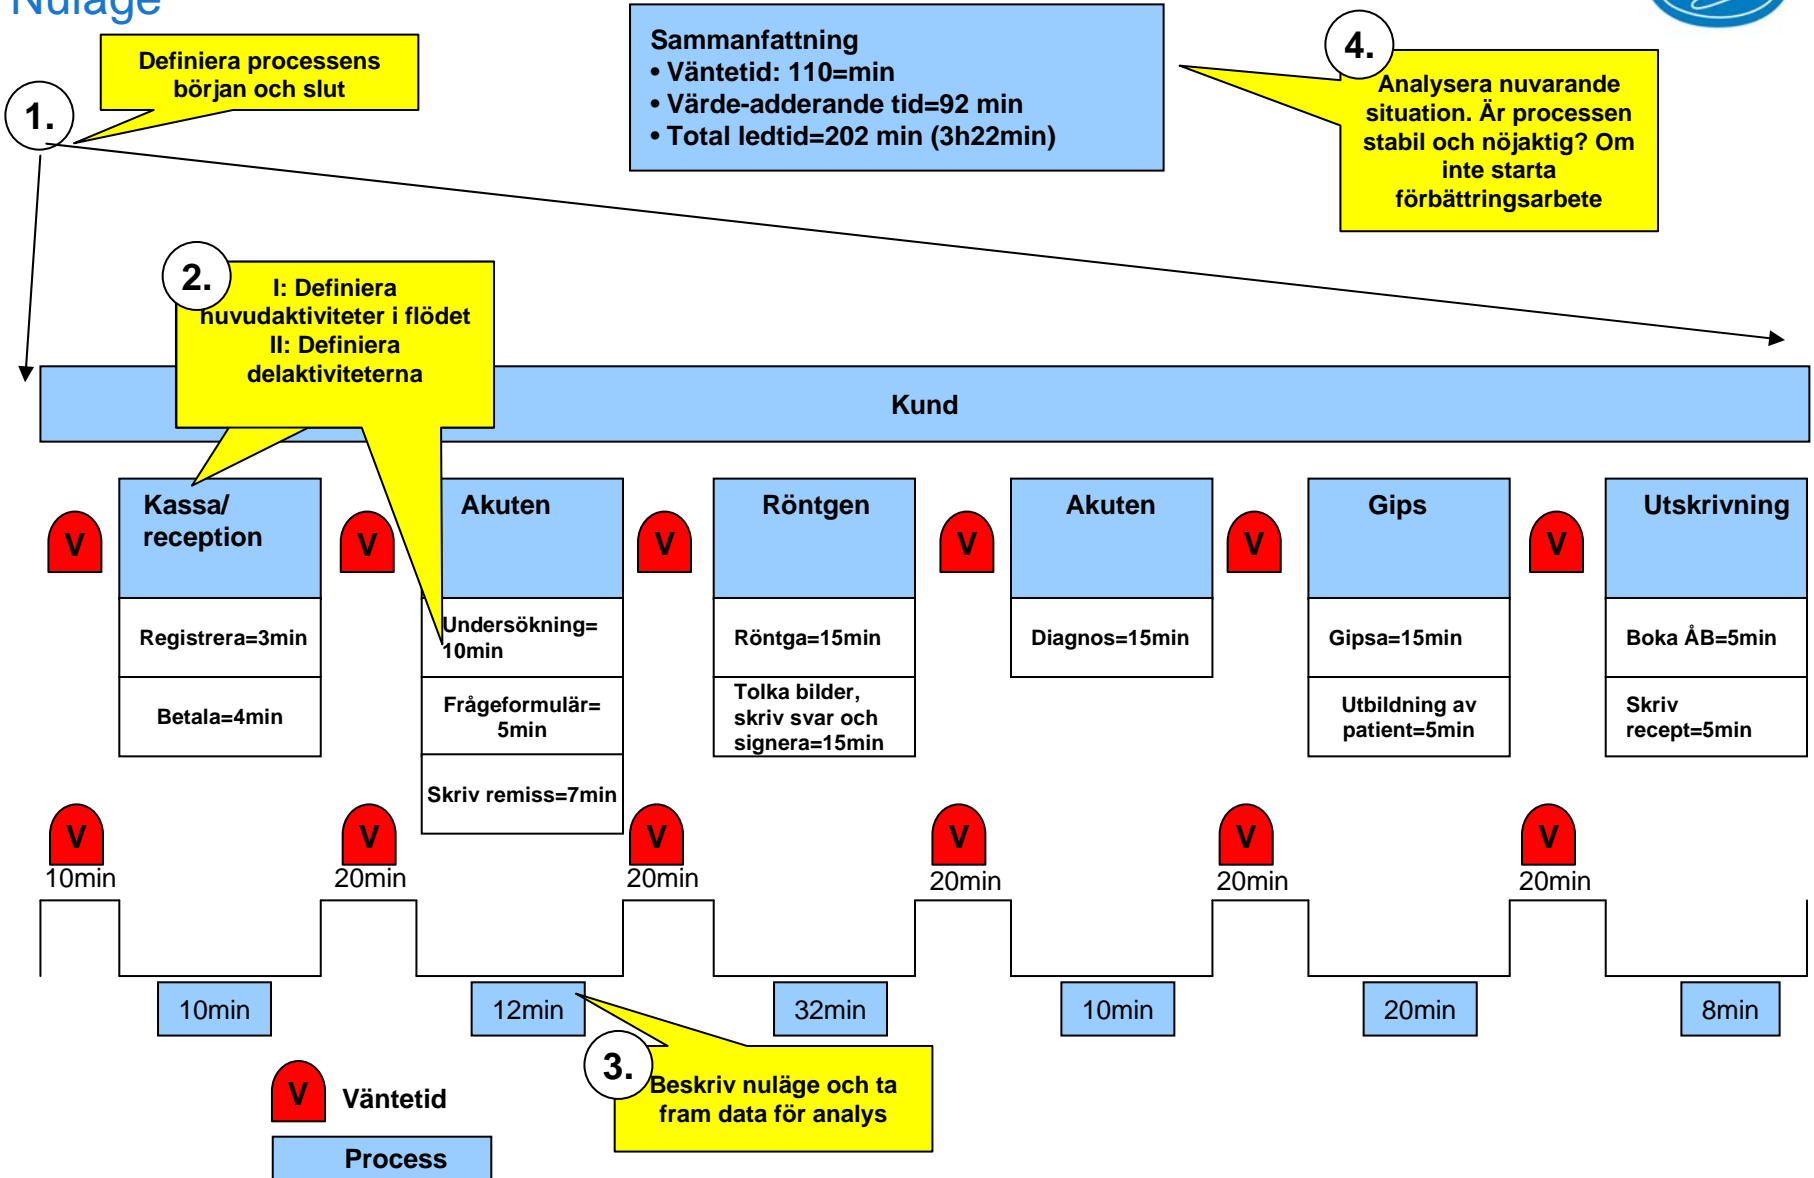 Nuläge
Definiera processens
början och slut
1.
Sammanfattning
• Väntetid: 110=min
• Värde-adderande tid=92 min
• Total ledtid=202 min (3h22min)
4.
Analysera nuvarande
situation. Är processen
stabil och nöjaktig? Om
inte starta
förbättringsarbete
2.
I: Definiera
huvudaktiviteter i flödet
II: Definiera
delaktiviteterna
Kund
V
Kassa/
reception
Registrera=3min
Betala=4min
V
Akuten
Undersökning=
10min
Frågeformulär=
5min
Skriv remiss=7min
V
Röntgen
Röntga=15min
Tolka bilder,
skriv svar och
signera=15min
V
Akuten
Diagnos=15min
V
Gips
Gipsa=15min
Utbildning av
patient=5min
V
Utskrivning
Boka ÅB=5min
Skriv
recept=5min
V
10min
V
20min
V
20min
V
20min
V
20min
V
20min
10min
12min
32min
10min
20min
8min
3.
Beskriv nuläge och ta
fram data för analys
V
Väntetid
Process